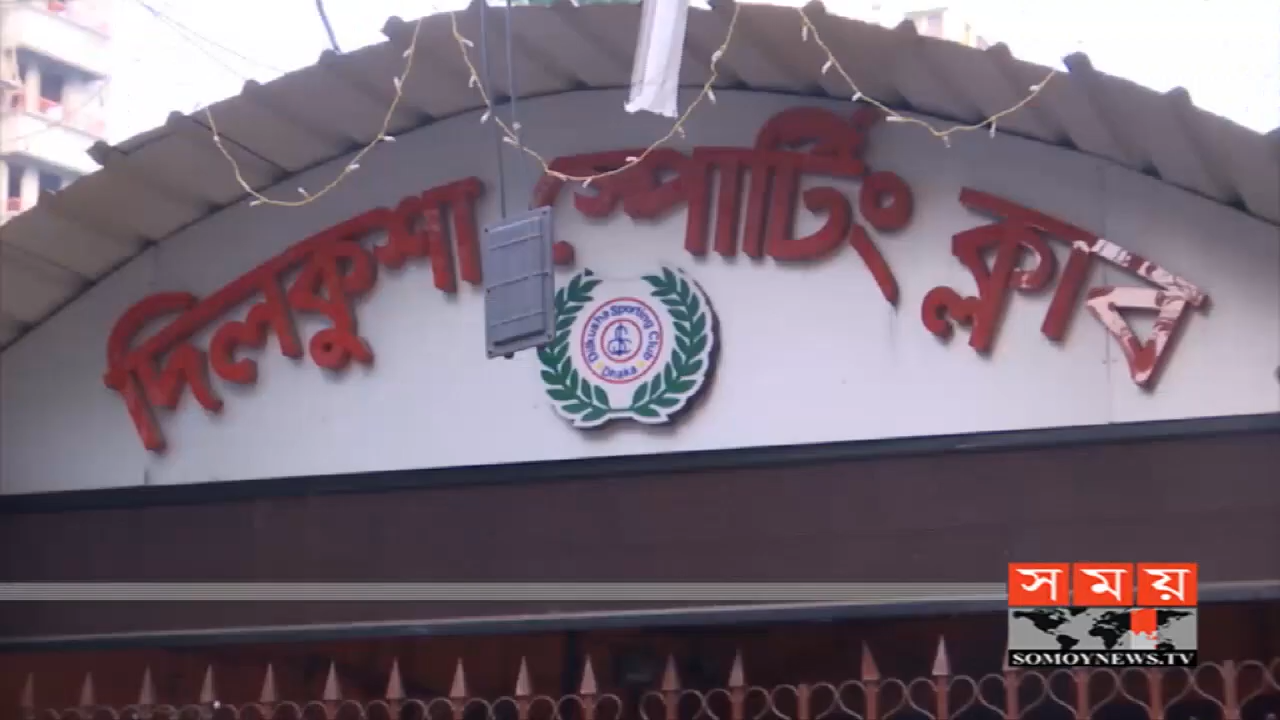 দিলকুশা স্পোর্টিং ক্লাব
Dilkusha Sporting Club
Dhaka
সময়
SOMOYNEWS.TV